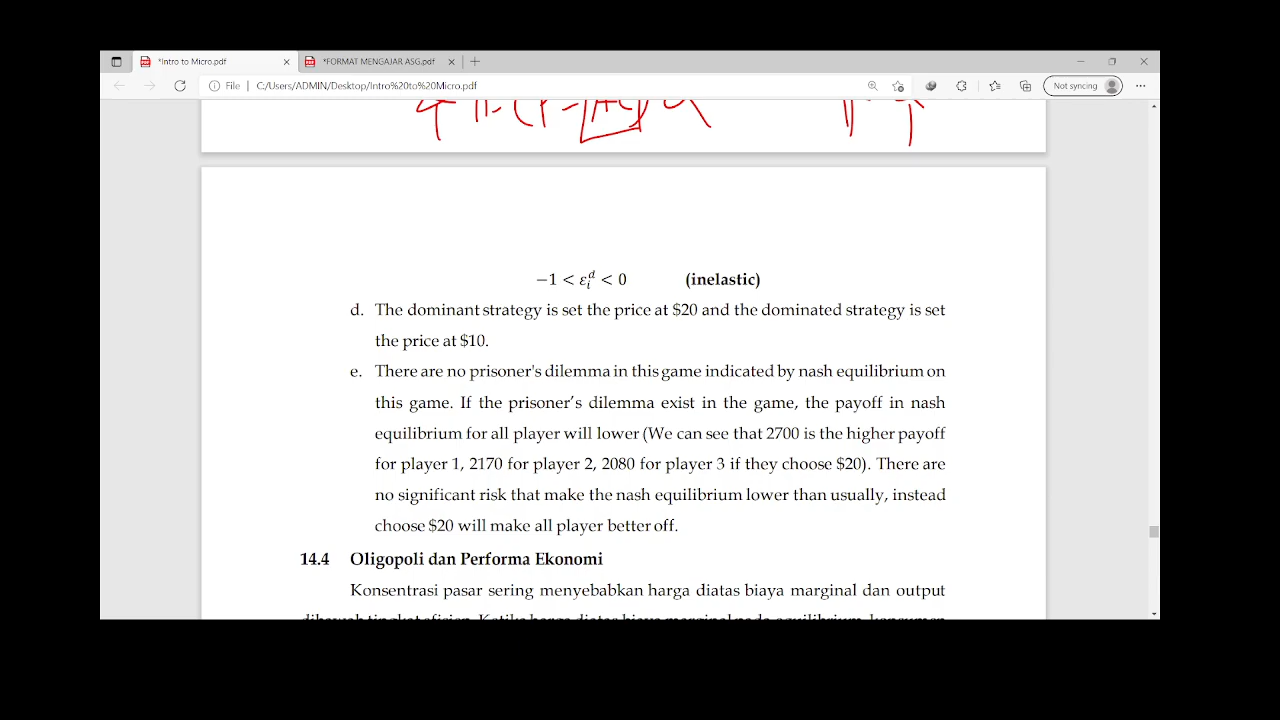 *Intro to Micro.pdf
*FORMAT MENGAJAR ASG.pdf
File
C:/Users/ADMIN/Desktop/Intro%20to%20Micro.pdf
Not syncing
−1 < εᵢᵈ < 0 (inelastic)
d. The dominant strategy is set the price at $20 and the dominated strategy is set
the price at $10.
e. There are no prisoner's dilemma in this game indicated by nash equilibrium on
this game. If the prisoner's dilemma exist in the game, the payoff in nash
equilibrium for all player will lower (We can see that 2700 is the higher payoff
for player 1, 2170 for player 2, 2080 for player 3 if they choose $20). There are
no significant risk that make the nash equilibrium lower than usually, instead
choose $20 will make all player better off.
14.4 Oligopoli dan Performa Ekonomi
Konsentrasi pasar sering menyebabkan harga diatas biaya marginal dan output